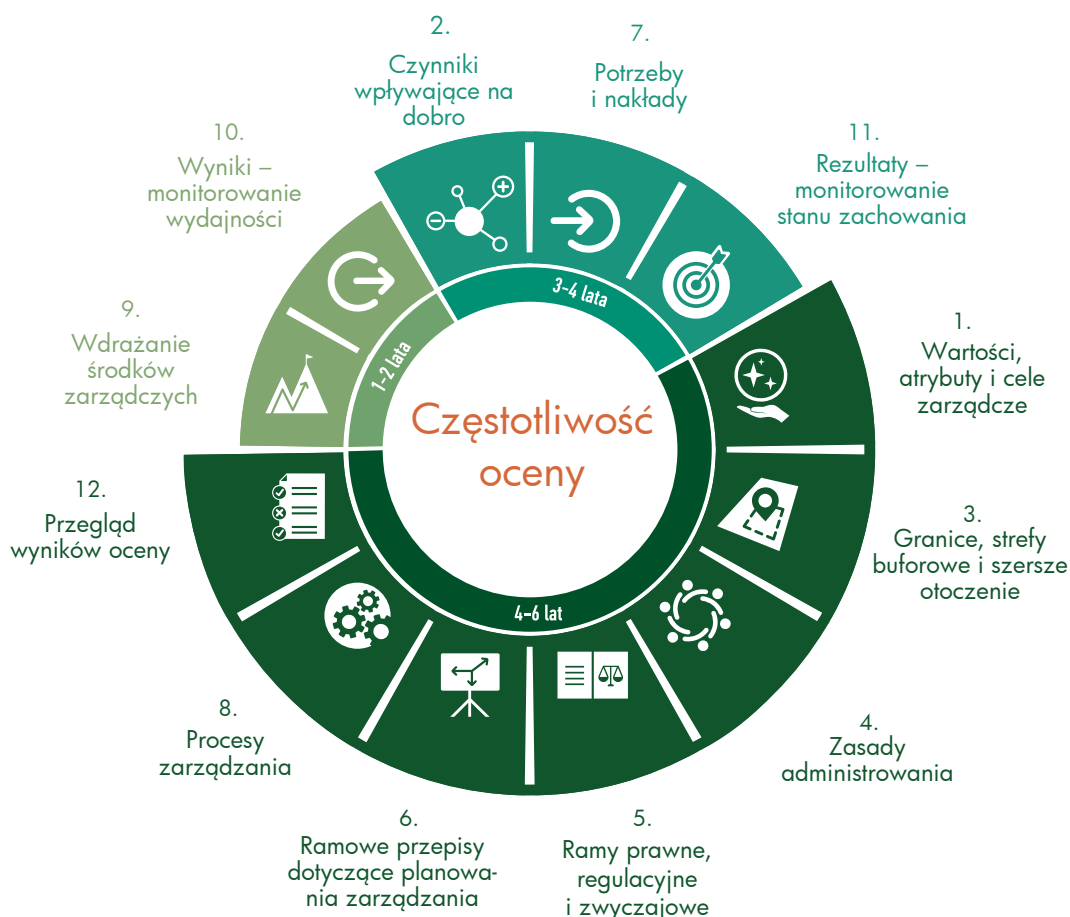 2.
Czynniki
wpływające na
dobro
7.
Potrzeby
i nakłady
11.
Rezultaty –
monitorowanie
stanu zachowania
10.
Wyniki –
monitorowanie
wydajności
9.
Wdrażanie
środków
zarządczych
1.
Wartości,
atrybuty i cele
zarządcze
3-4 lata
1-2 lata
Częstotliwość
oceny
4-6 lat
12.
Przegląd
wyników oceny
3.
Granice, strefy
buforowe i szersze
otoczenie
8.
Procesy
zarządzania
4.
Zasady
administrowania
6.
Ramowe przepisy
dotyczące planowa-
nia zarządzania
5.
Ramy prawne,
regulacyjne
i zwyczajowe